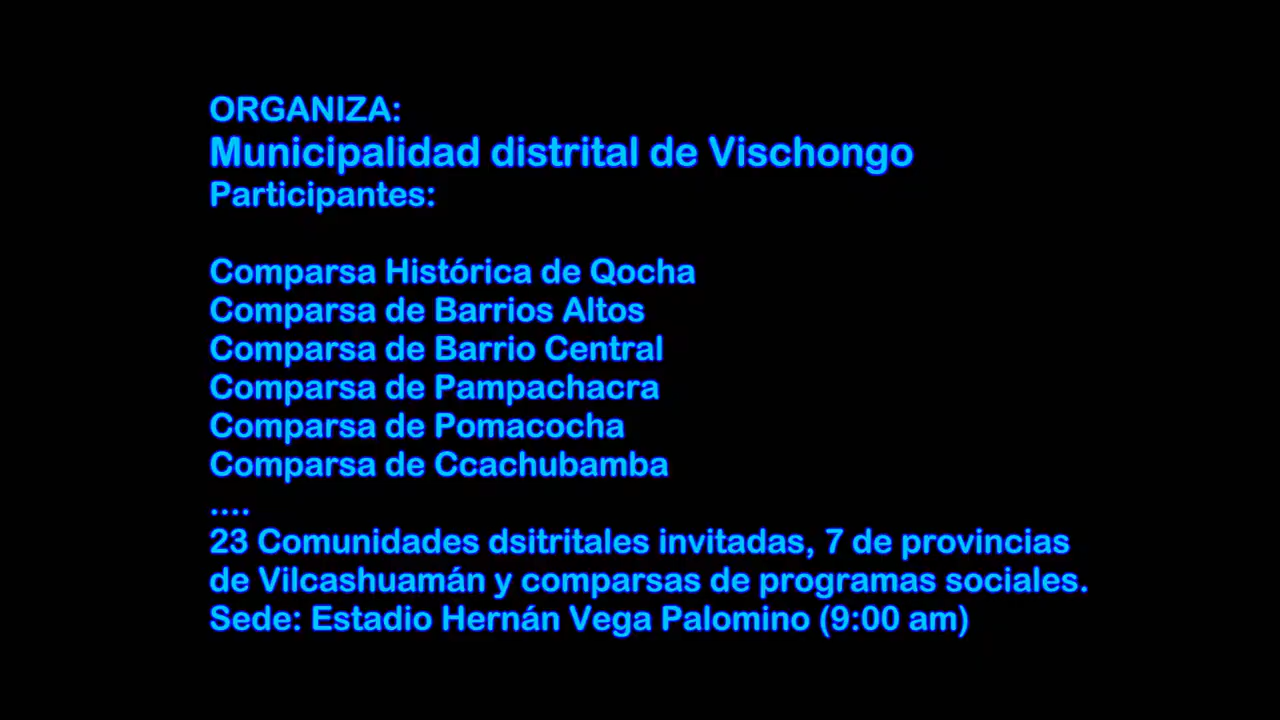 ORGANIZA:
Municipalidad distrital de Vischongo
Participantes:
Comparsa Histórica de Qocha
Comparsa de Barrios Altos
Comparsa de Barrio Central
Comparsa de Pampachacra
Comparsa de Pomacocha
Comparsa de Ccachubamba
....
23 Comunidades dsitritales invitadas, 7 de provincias
de Vilcashuamán y comparsas de programas sociales.
Sede: Estadio Hernán Vega Palomino (9:00 am)